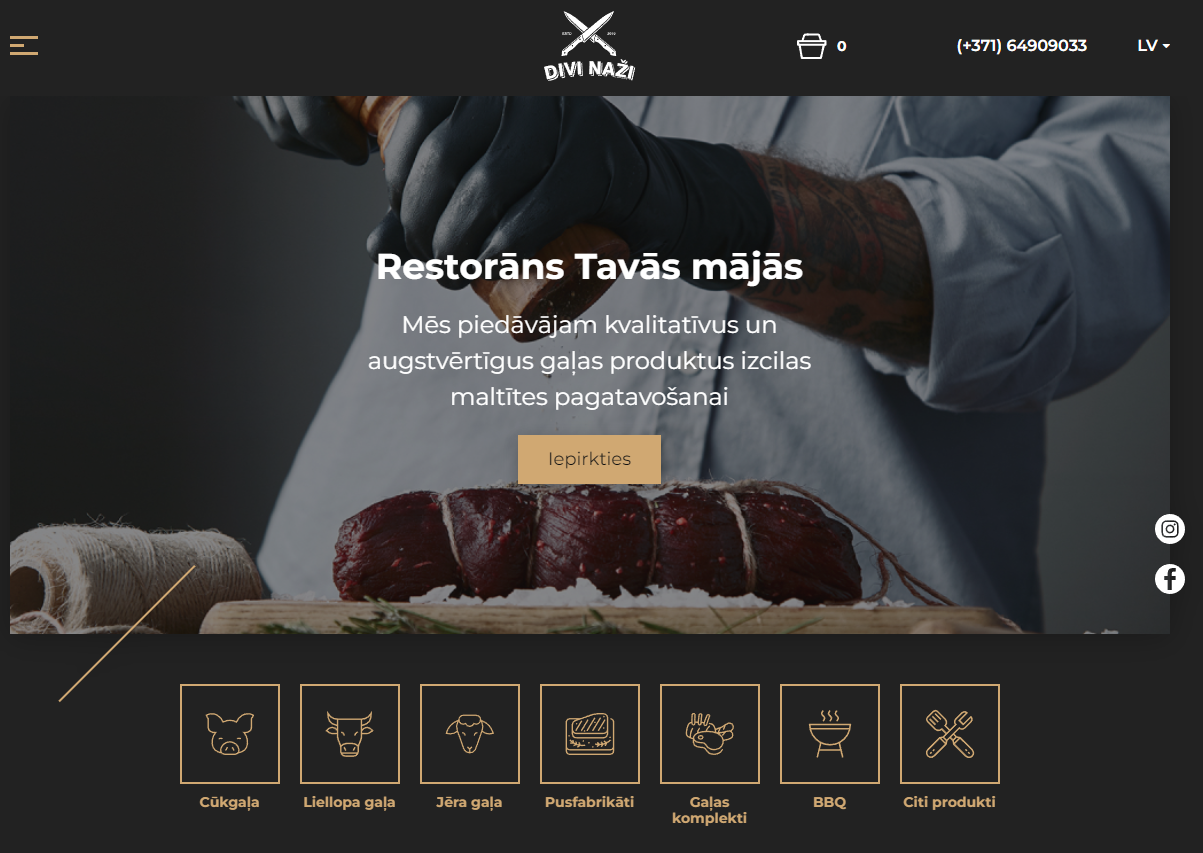 DIVI NAŽI
0
(+371) 64909033
LV
Restorāns Tavās mājās
Mēs piedāvājam kvalitatīvus un
augstvērtīgus gaļas produktus izcilas
maltītes pagatavošanai
Iepirkties
Cūkgaļa
Liellopa gaļa
Jēra gaļa
Pusfabrikāti
Gaļas
komplekti
BBQ
Citi produkti